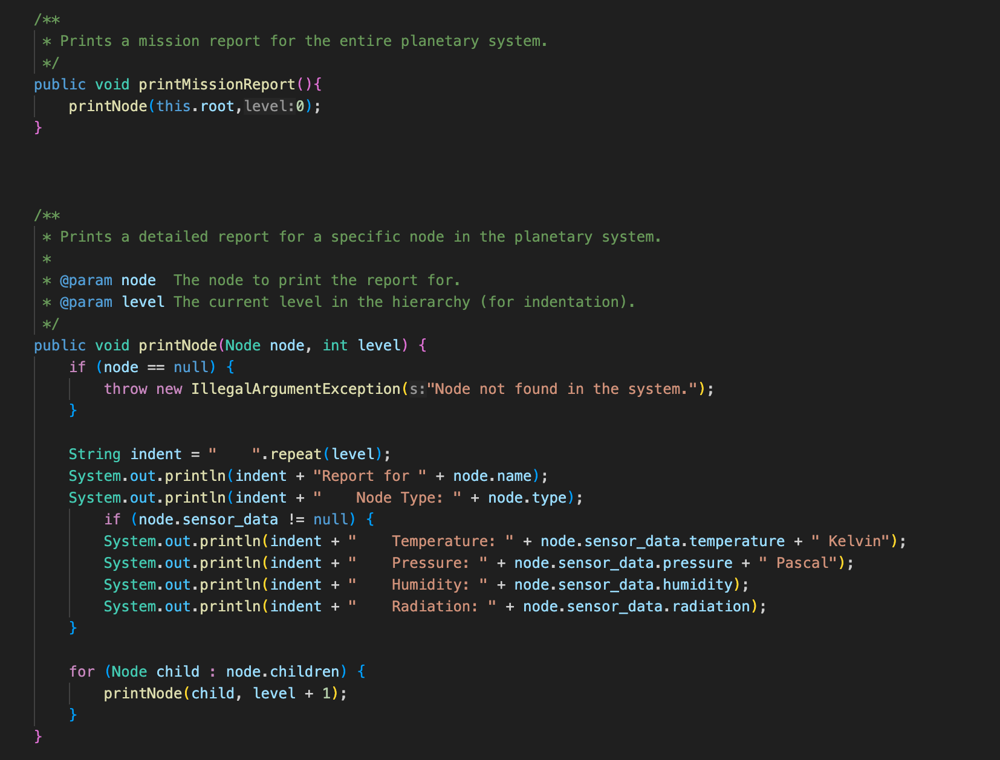 /**
 * Prints a mission report for the entire planetary system.
 */
public void printMissionReport(){
    printNode(this.root,level:0);
}
/**
 * Prints a detailed report for a specific node in the planetary system.
 *
 * @param node  The node to print the report for.
 * @param level The current level in the hierarchy (for indentation).
 */
public void printNode(Node node, int level) {
    if (node == null) {
        throw new IllegalArgumentException(s:"Node not found in the system.");
    }
    String indent = "    ".repeat(level);
    System.out.println(indent + "Report for " + node.name);
    System.out.println(indent + "    Node Type: " + node.type);
        if (node.sensor_data != null) {
        System.out.println(indent + "    Temperature: " + node.sensor_data.temperature + " Kelvin");
        System.out.println(indent + "    Pressure: " + node.sensor_data.pressure + " Pascal");
        System.out.println(indent + "    Humidity: " + node.sensor_data.humidity);
        System.out.println(indent + "    Radiation: " + node.sensor_data.radiation);
    }
    for (Node child : node.children) {
        printNode(child, level + 1);
    }
}